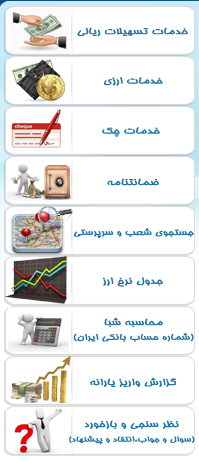 خدمات تسهیلات ریالی
خدمات ارزی
cheque
خدمات چک
ضمانتنامه
جستجوی شعب و سرپرستی
جدول نرخ ارز
محاسبه شبا
(شماره حساب بانکی ایران)
گزارش واریز یارانه
نظر سنجی و بازخورد
(سوال و جواب،انتقاد و پیشنهاد)